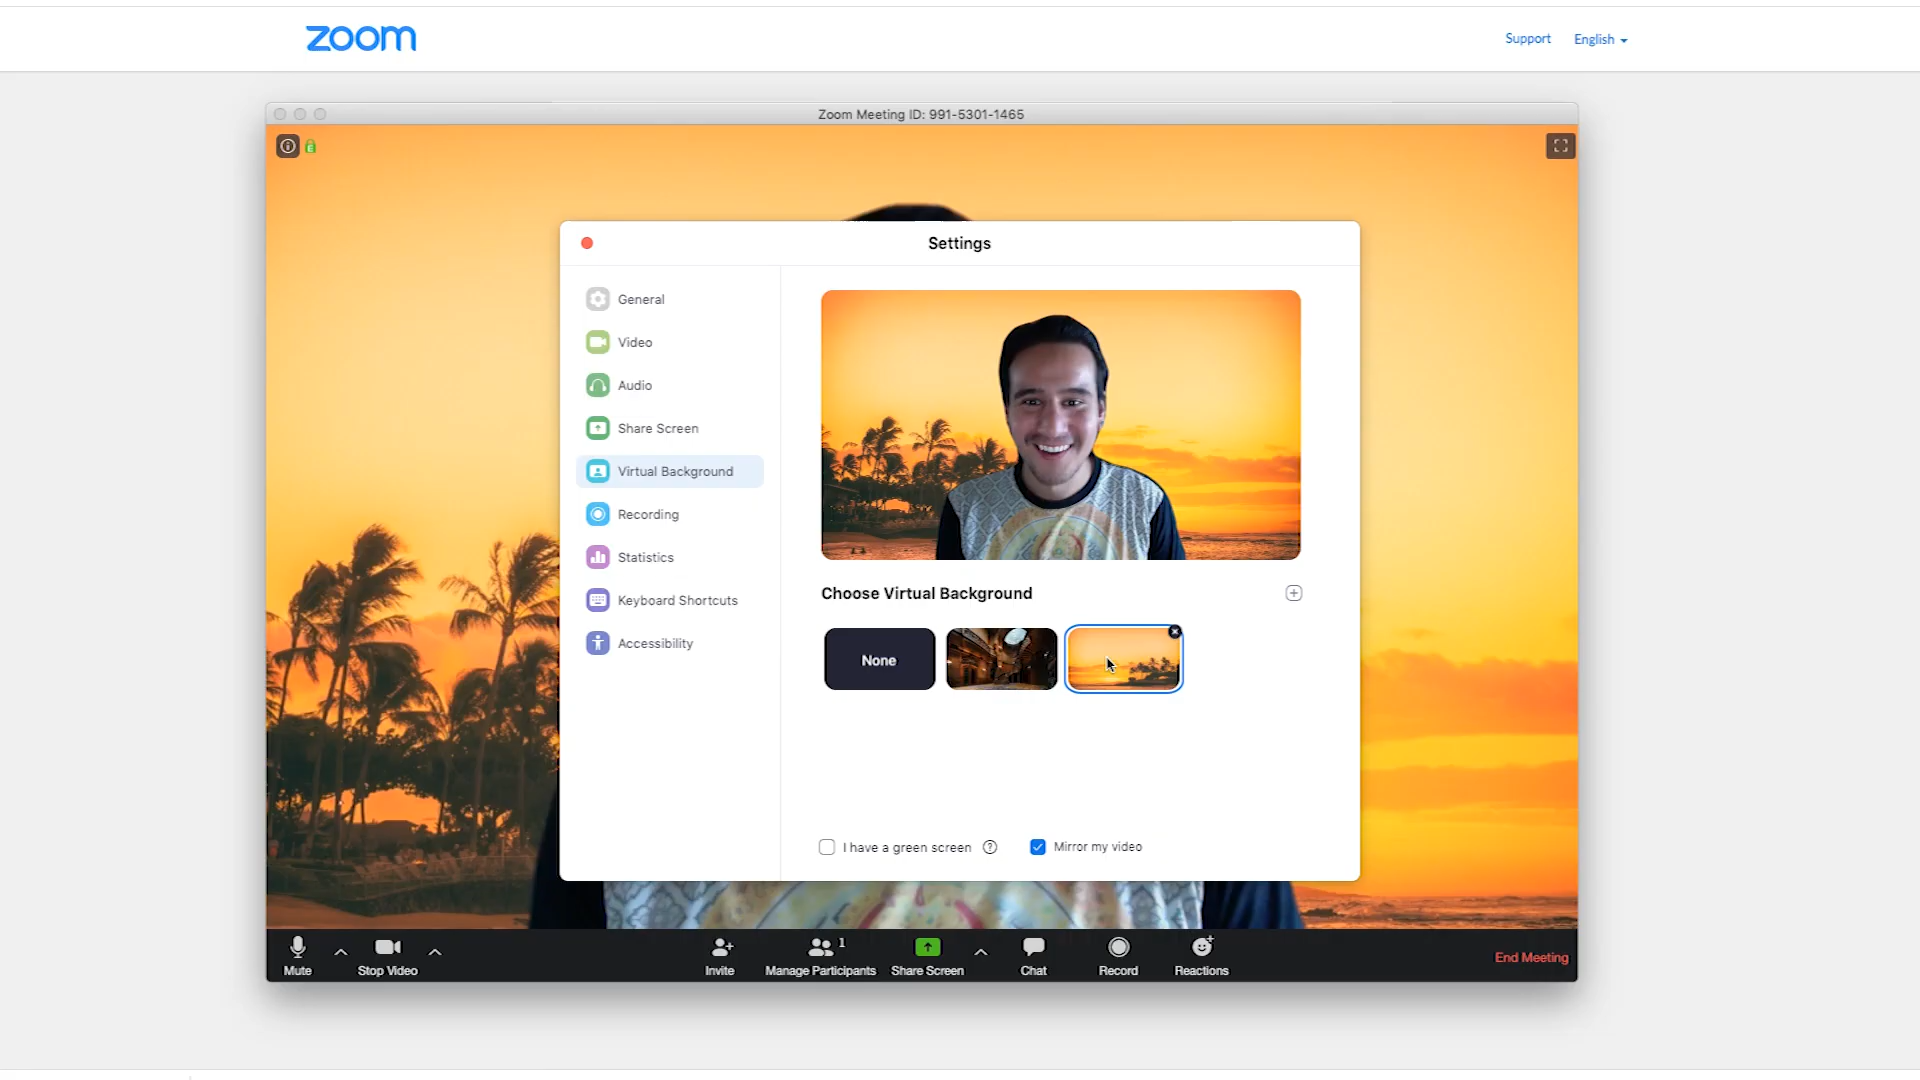 zoom
Support English
Zoom Meeting ID: 991-5301-1465
Settings
General
Video
Audio
Share Screen
Virtual Background
Recording
Statistics
Keyboard Shortcuts
Accessibility
Choose Virtual Background
None
I have a green screen ? Mirror my video
1
Mute Stop Video Invite Manage Participants Share Screen Chat Record Reactions End Meeting